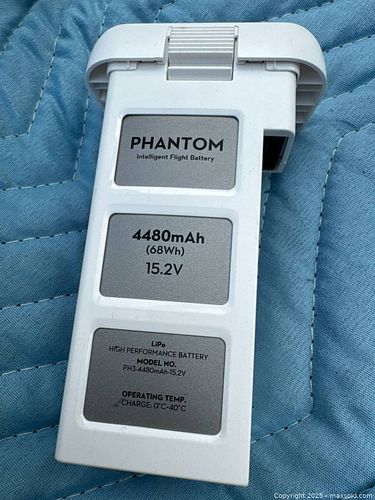 PHANTOM
Intelligent Flight Battery
4480mAh
(68Wh)
15.2V
LiPo
HIGH PERFORMANCE BATTERY
MODEL NO.
PH3-4480mAh-15.2V
OPERATING TEMP.
CHARGE: 0°C-40°C
Copyright © 2025 - maxsold.com